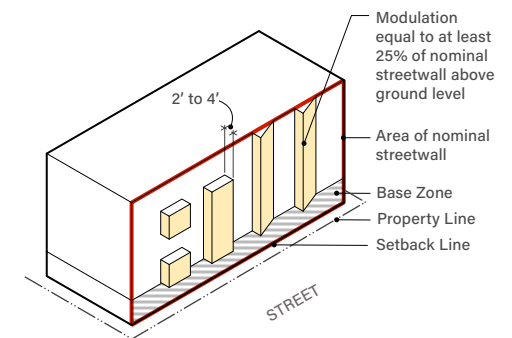 Modulation
equal to at least
25% of nominal
streetwall above
ground level
2′ to 4′
Area of nominal
streetwall
Base Zone
Property Line
Setback Line
STREET